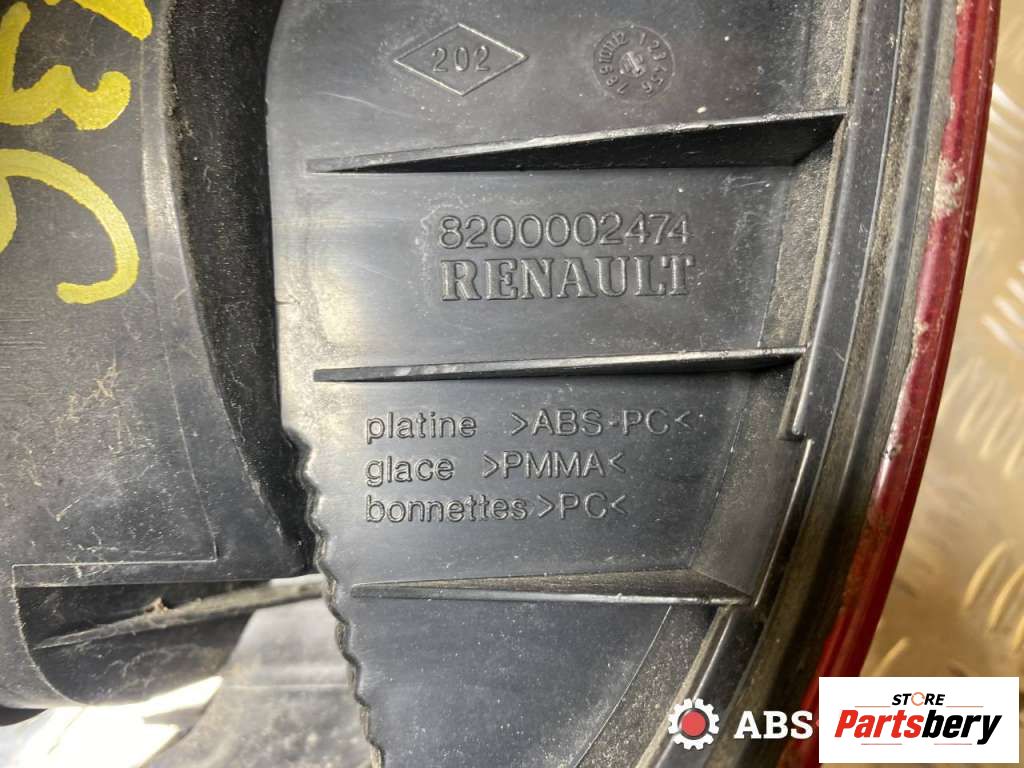 202
8200002474
RENAULT
platine >ABS-PC<
glace >PMMA<
bonnettes >PC<
ABS-
STORE
Partsbery